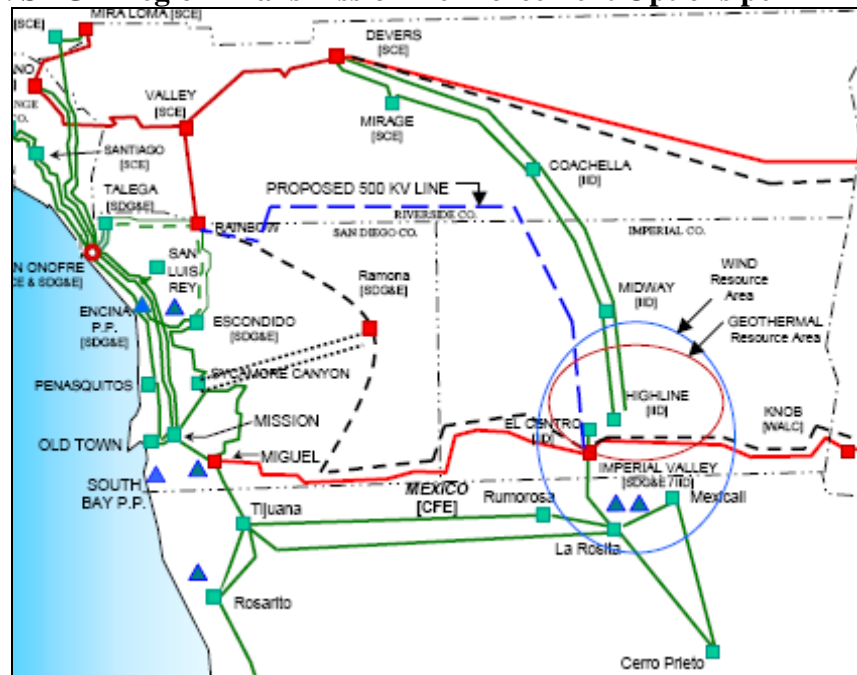 MIRA LOMA [SCE]
[SCE]
DEVERS
[SCE]
VALLEY
[SCE]
MIRAGE
[SCE]
SANTIAGO
[SCE]
COACHELLA
[IID]
TALEGA
[SDG&E]
PROPOSED 500 KV LINE
RIVERSIDE CO.
RAINBOW
SAN DIEGO CO.
IMPERIAL CO.
SAN
LUIS
REY
Ramona
[SDG&E]
N ONOFRE
CE & SDG&E]
MIDWAY
[IID]
WIND
Resource
Area
GEOTHERMAL
Resource Area
ENCINA
P.P.
[SDG&E]
ESCONDIDO
[SDG&E]
PENASQUITOS
SYCAMORE CANYON
HIGHLINE
[IID]
KNOB
[WALC]
MISSION
EL CENTRO
OLD TOWN
MIGUEL
IMPERIAL VALLEY
[SDG&E / IID]
SOUTH
BAY P.P.
MEXICO
[CFE]
Rumorosa
Mexicali
Tijuana
La Rosita
Rosarito
Cerro Prieto